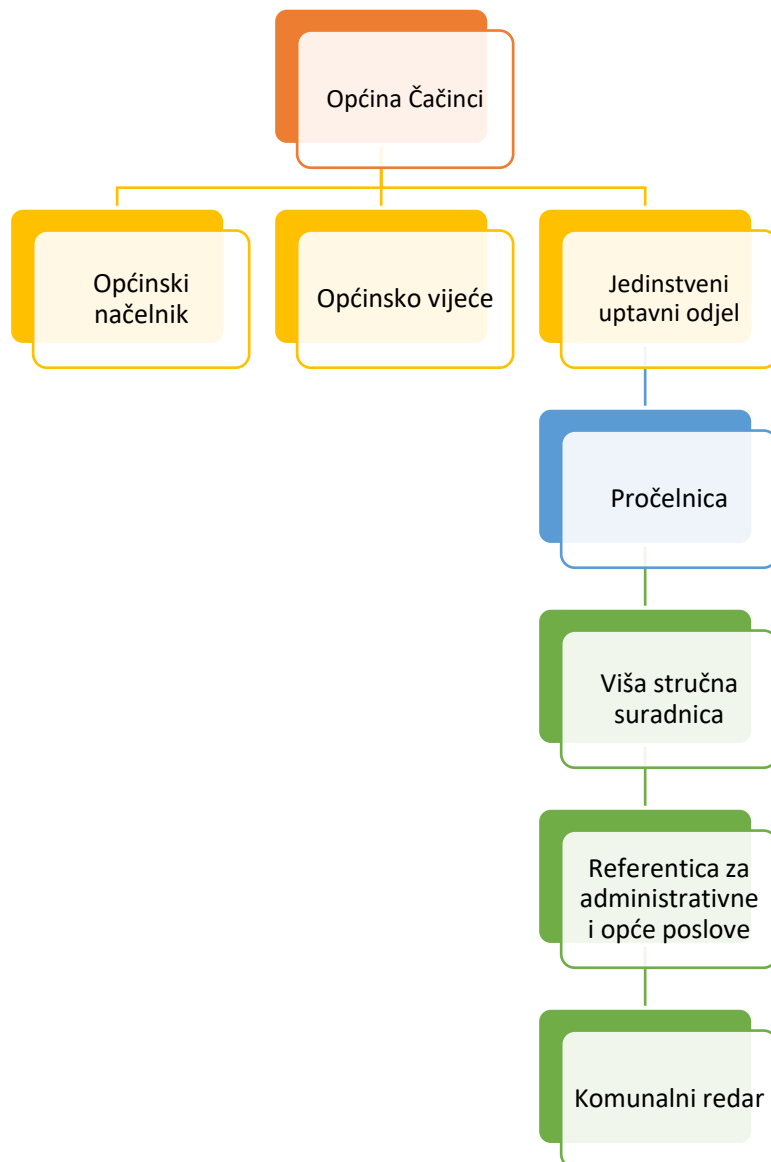 Općina Čačinci
Općinski
načelnik
Općinsko vijeće
Jedinstveni
uptavni odjel
Pročelnica
Viša stručna
suradnica
Referentica za
administrativne
i opće poslove
Komunalni redar